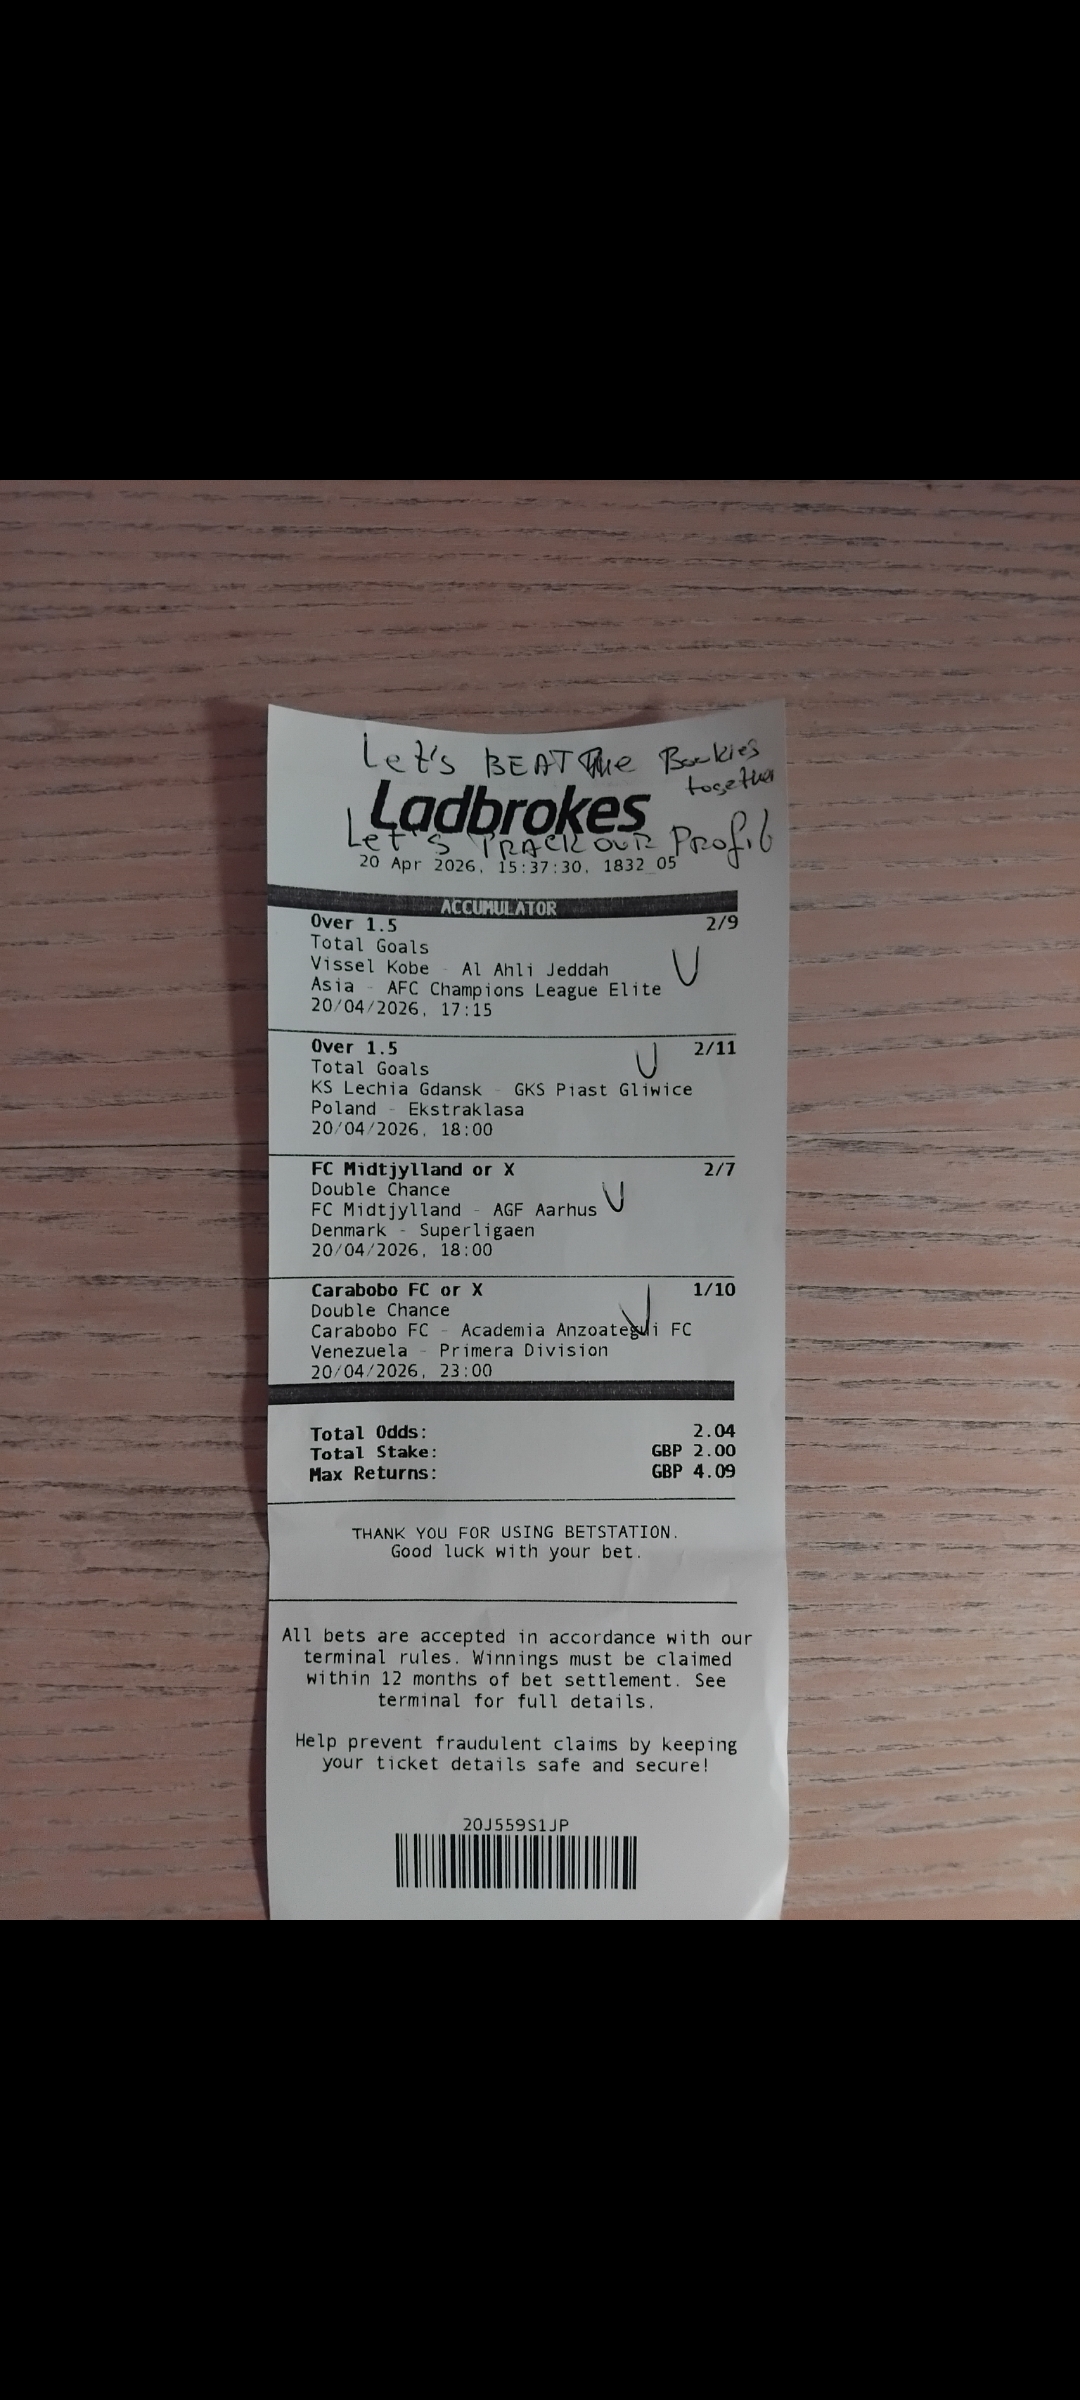 Let's BEAT The Bookies
together
Ladbrokes
Let's TRACK OUR Profit
20 Apr 2026, 15:37:30, 1832 05
ACCUMULATOR
Over 1.5 2/9
Total Goals
Vissel Kobe - Al Ahli Jeddah
Asia - AFC Champions League Elite
20/04/2026, 17:15
Over 1.5 2/11
Total Goals
KS Lechia Gdansk - GKS Piast Gliwice
Poland - Ekstraklasa
20/04/2026, 18:00
FC Midtjylland or X 2/7
Double Chance
FC Midtjylland - AGF Aarhus
Denmark - Superligaen
20/04/2026, 18:00
Carabobo FC or X 1/10
Double Chance
Carabobo FC - Academia Anzoategui FC
Venezuela - Primera Division
20/04/2026, 23:00
Total Odds: 2.04
Total Stake: GBP 2.00
Max Returns: GBP 4.09
THANK YOU FOR USING BETSTATION.
Good luck with your bet.
All bets are accepted in accordance with our
terminal rules. Winnings must be claimed
within 12 months of bet settlement. See
terminal for full details.
Help prevent fraudulent claims by keeping
your ticket details safe and secure!
20J559S1JP